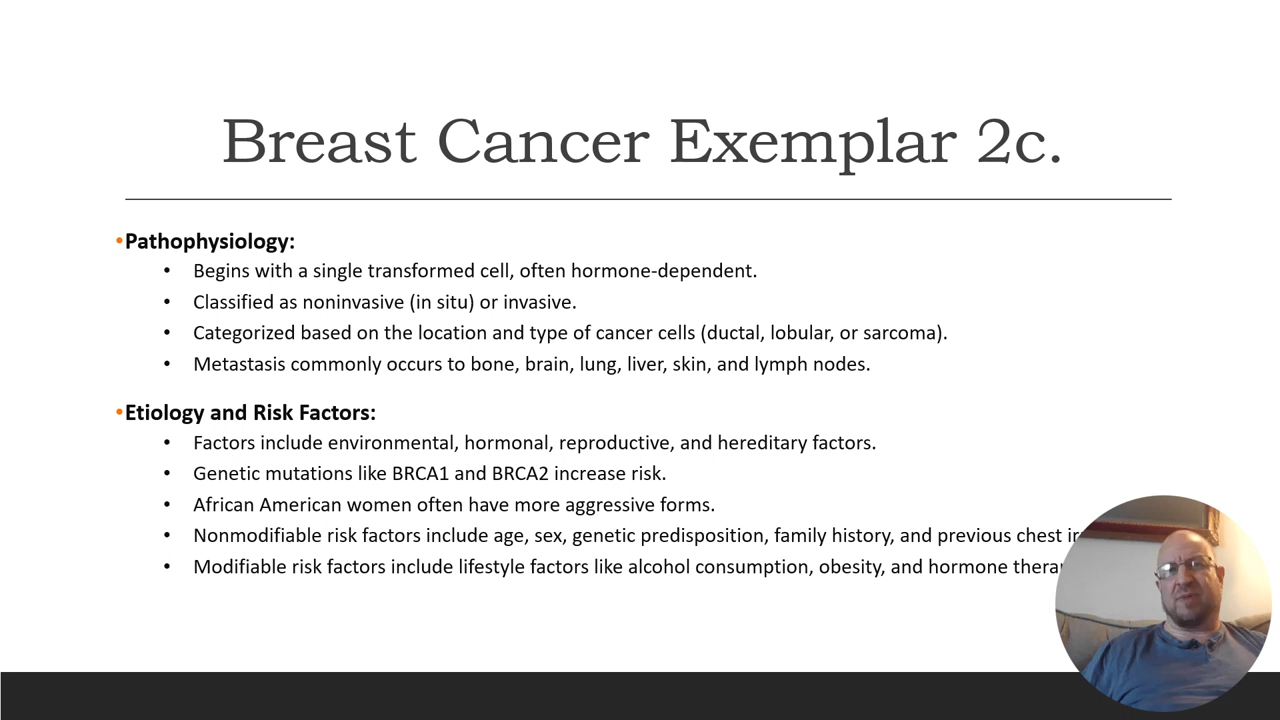 Breast Cancer Exemplar 2c.
•Pathophysiology:
• Begins with a single transformed cell, often hormone-dependent.
• Classified as noninvasive (in situ) or invasive.
• Categorized based on the location and type of cancer cells (ductal, lobular, or sarcoma).
• Metastasis commonly occurs to bone, brain, lung, liver, skin, and lymph nodes.
•Etiology and Risk Factors:
• Factors include environmental, hormonal, reproductive, and hereditary factors.
• Genetic mutations like BRCA1 and BRCA2 increase risk.
• African American women often have more aggressive forms.
• Nonmodifiable risk factors include age, sex, genetic predisposition, family history, and previous chest
• Modifiable risk factors include lifestyle factors like alcohol consumption, obesity, and hormone